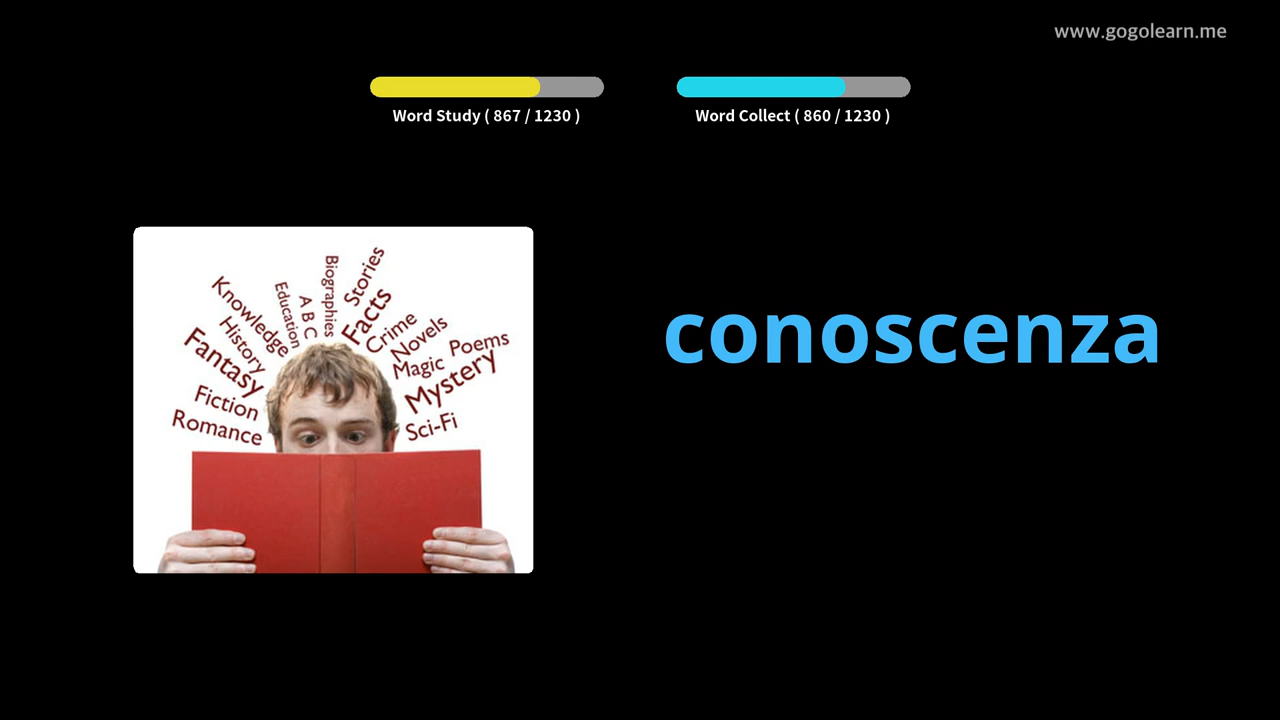 www.gogolearn.me
Word Study ( 867 / 1230 )
Word Collect ( 860 / 1230 )
conoscenza
Romance
Fiction
Fantasy
History
Knowledge
Education
A B C
Biographies
Stories
Facts
Crime
Novels
Magic
Poems
Mystery
Sci-Fi